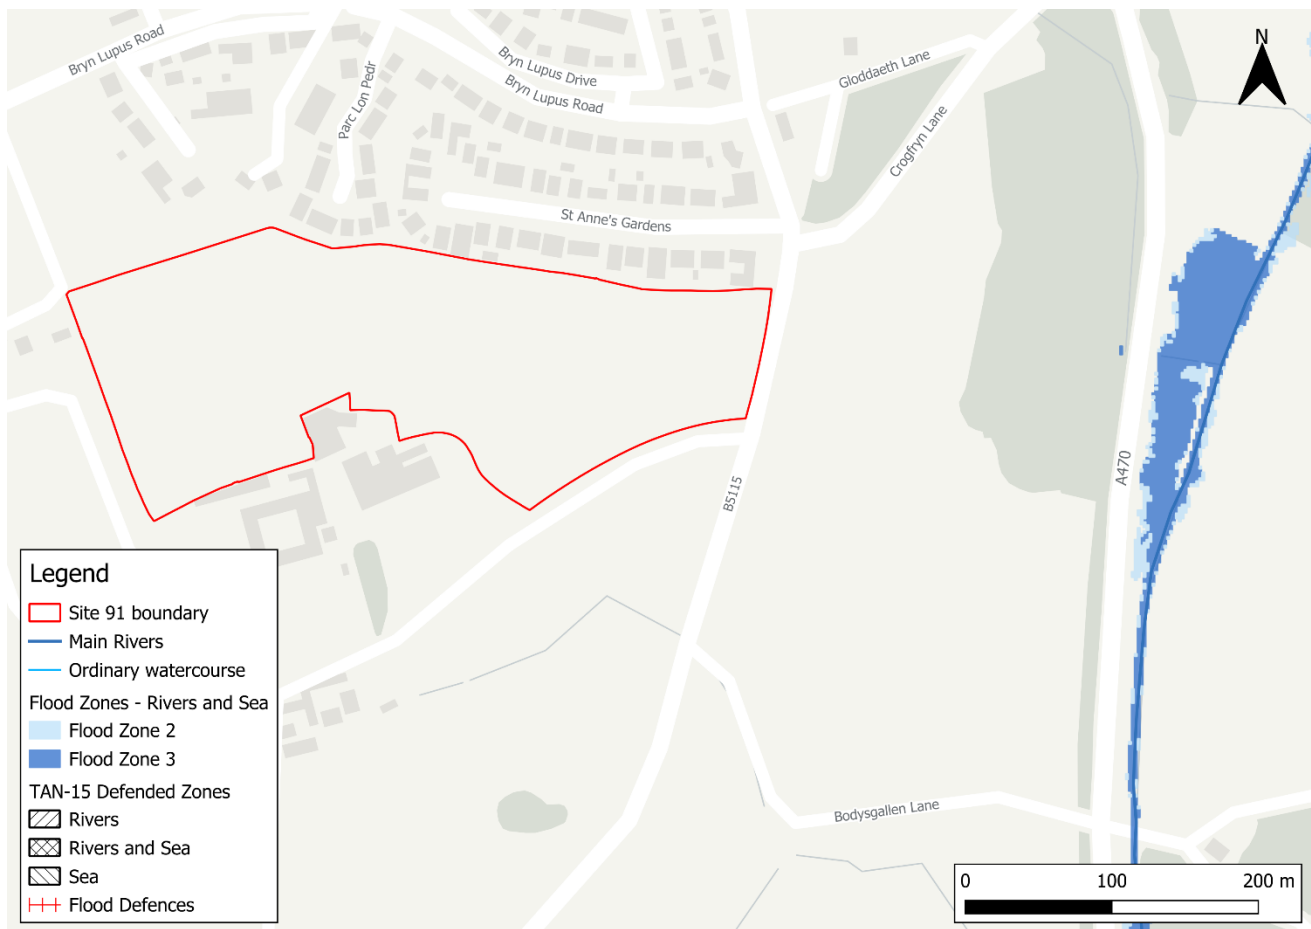 Bryn Lupus Road
Parc Lon Pedr
Bryn Lupus Drive
Bryn Lupus Road
Gloddaeth Lane
Crogfryn Lane
N
St Anne's Gardens
A470
B5115
Bodysgallen Lane
Legend
Site 91 boundary
Main Rivers
Ordinary watercourse
Flood Zones - Rivers and Sea
Flood Zone 2
Flood Zone 3
TAN-15 Defended Zones
Rivers
Rivers and Sea
Sea
Flood Defences
0 100 200 m